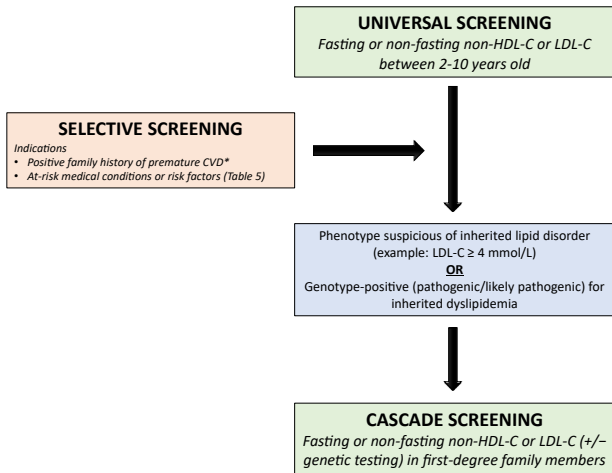 UNIVERSAL SCREENING
Fasting or non-fasting non-HDL-C or LDL-C
between 2-10 years old
SELECTIVE SCREENING
Indications
• Positive family history of premature CVD*
• At-risk medical conditions or risk factors (Table 5)
Phenotype suspicious of inherited lipid disorder
(example: LDL-C ≥ 4 mmol/L)
OR
Genotype-positive (pathogenic/likely pathogenic) for
inherited dyslipidemia
CASCADE SCREENING
Fasting or non-fasting non-HDL-C or LDL-C (+/−
genetic testing) in first-degree family members